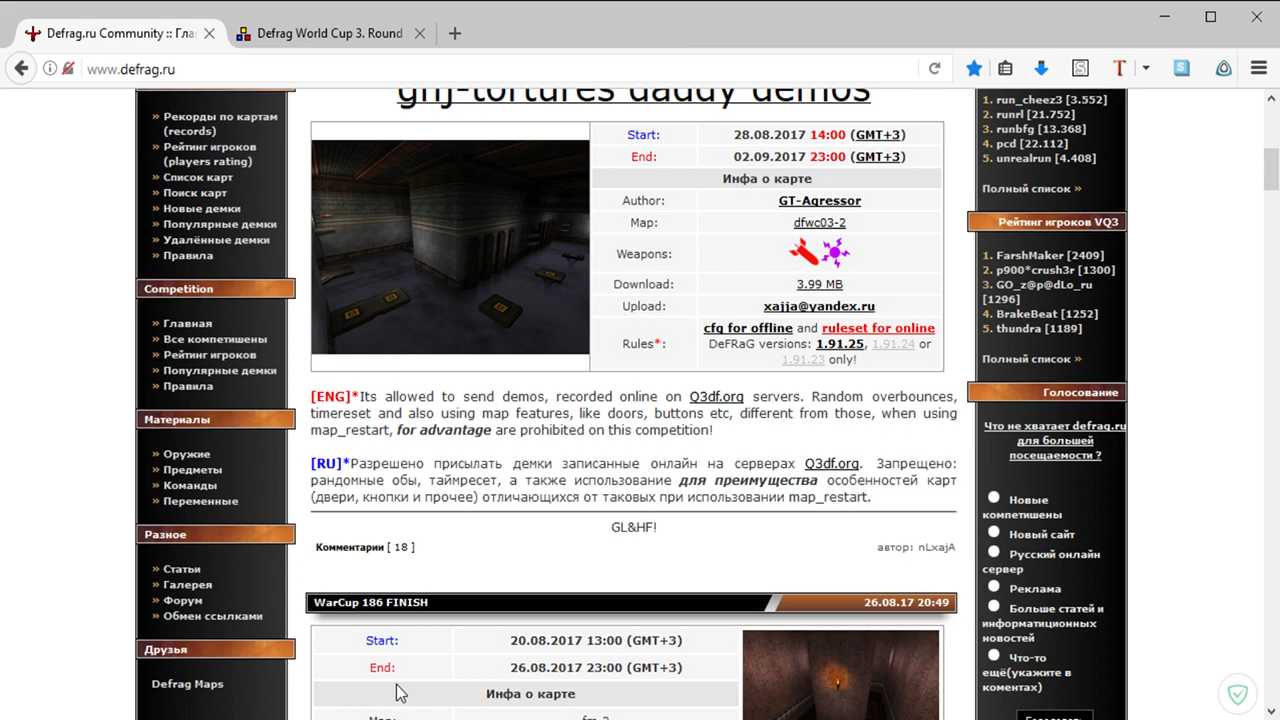 Defrag.ru Community :: Гла
Defrag World Cup 3. Round
www.defrag.ru
Рекорды по картам
(records)
Рейтинг игроков
(players rating)
Список карт
Поиск карт
Новые демки
Популярные демки
Удалённые демки
Правила
Competition
Главная
Все компетишены
Рейтинг игроков
Популярные демки
Правила
Материалы
Оружие
Предметы
Команды
Переменные
Разное
Статьи
Галерея
Форум
Обмен ссылками
Друзья
Defrag Maps
ghj-tortures daddy demos
Start: 28.08.2017 14:00 (GMT+3)
End: 02.09.2017 23:00 (GMT+3)
Инфа о карте
Author: GT-Agressor
Map: dfwc03-2
Weapons:
Download: 3.99 MB
Upload: xajja@yandex.ru
Rules*: cfg for offline and ruleset for online
DeFRaG versions: 1.91.25, 1.91.24 or
1.91.23 only!
[ENG]*Its allowed to send demos, recorded online on Q3df.org servers. Random overbounces,
timereset and also using map features, like doors, buttons etc, different from those, when using
map_restart, for advantage are prohibited on this competition!
[RU]*Разрешено присылать демки записанные онлайн на серверах Q3df.org. Запрещено:
рандомные обы, таймресет, а также использование для преимущества особенностей карт
(двери, кнопки и прочее) отличающихся от таковых при использовании map_restart.
GL&HF!
Комментарии [ 18 ]
автор: nLxajA
WarCup 186 FINISH
26.08.17 20:49
Start: 20.08.2017 13:00 (GMT+3)
End: 26.08.2017 23:00 (GMT+3)
Инфа о карте
1. run_cheez3 [3.552]
2. runrl [21.752]
3. runbfg [13.368]
4. pcd [22.112]
5. unrealrun [4.408]
Полный список »
Рейтинг игроков VQ3
1. FarshMaker [2409]
2. p900*crush3r [1300]
3. GO_z@p@dLo_ru
[1296]
4. BrakeBeat [1252]
5. thundra [1189]
Полный список »
Голосование
Что не хватает defrag.ru
для большей
посещаемости ?
Новые
компетишены
Новый сайт
Русский онлайн
сервер
Реклама
Больше статей и
информатиционных
новостей
Что-то
ещё(укажите в
коментах)